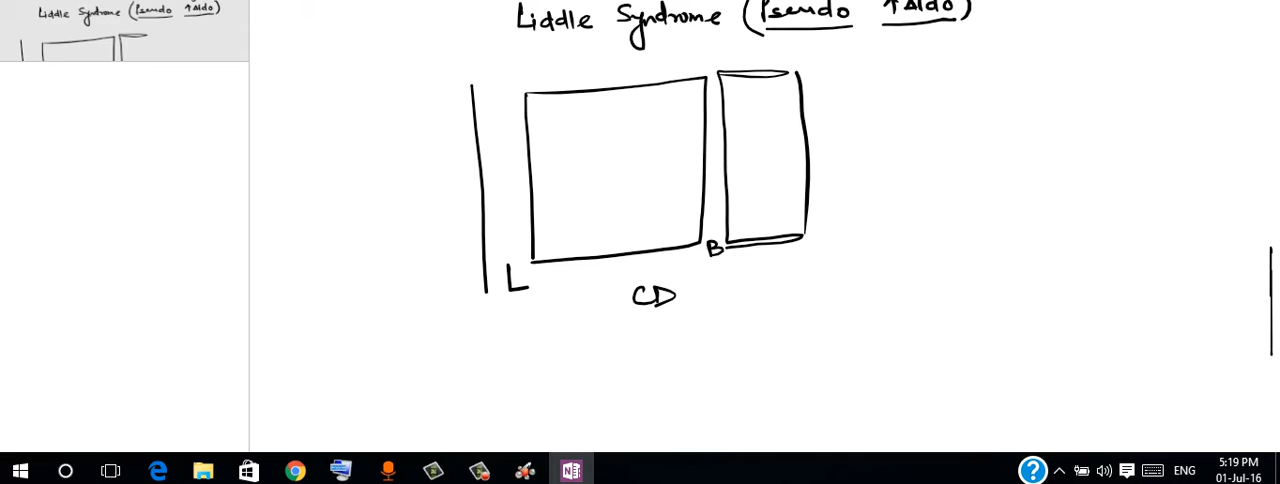 Liddle Syndrome (Pseudo ↑Aldo)
Liddle Syndrome (Pseudo ↑Aldo)
B
L
CD
ENG
5:19 PM
01-Jul-16